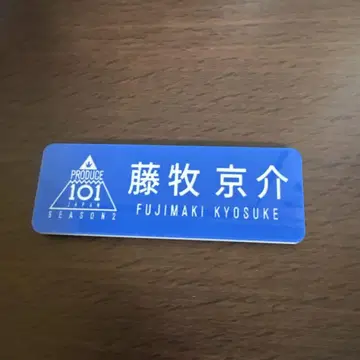 PRODUCE
101
JAPAN
SEASON2
藤牧 京介
FUJIMAKI KYOSUKE